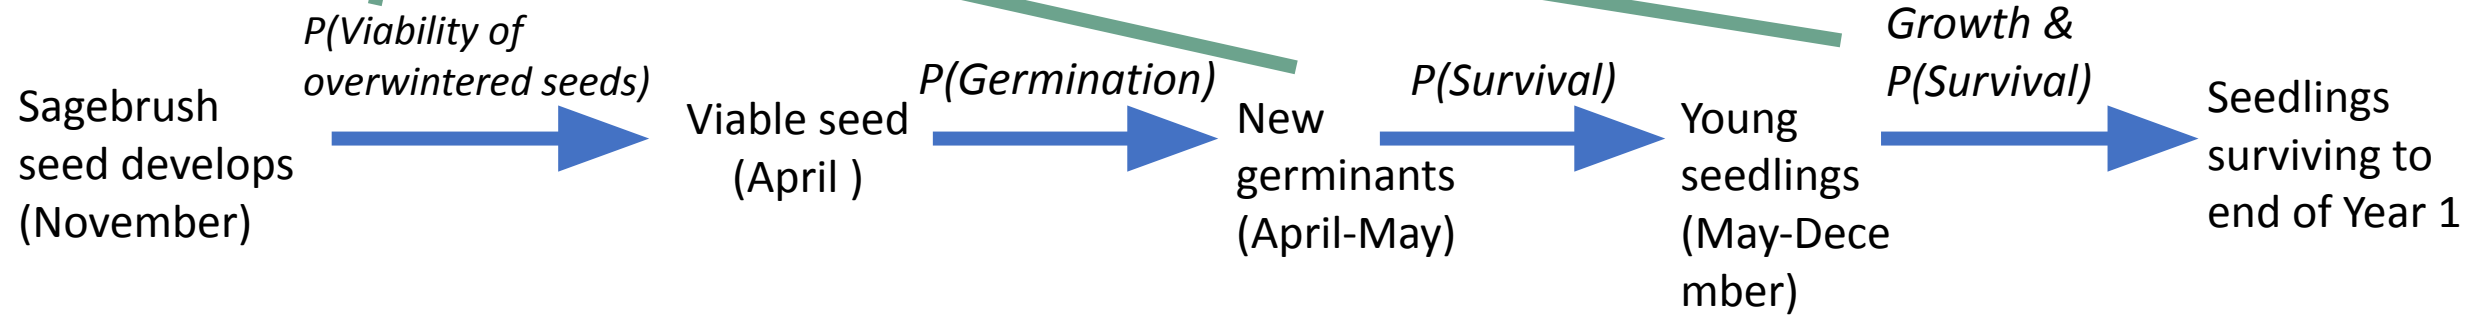 Sagebrush
seed develops
(November)
P(Viability of
overwintered seeds)
Viable seed
(April )
P(Germination)
New
germinants
(April-May)
P(Survival)
Young
seedlings
(May-Dece
mber)
Growth &
P(Survival)
Seedlings
surviving to
end of Year 1